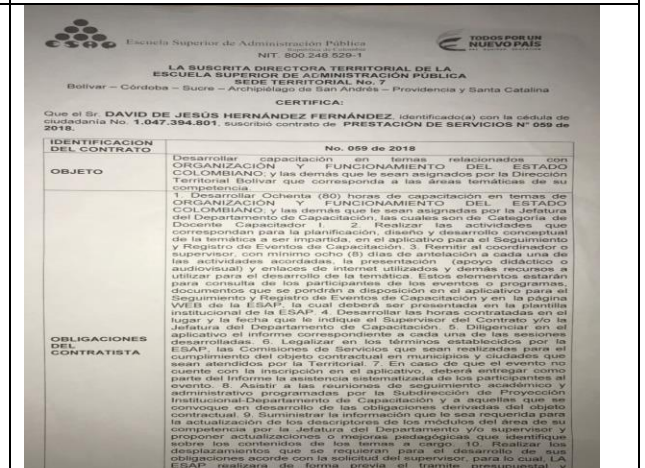 ESAP
Escuela Superior de Administración Pública
República de Colombia
NIT. 800.248.529-1
TODOS POR UN
NUEVO PAÍS
LA SUSCRITA DIRECTORA TERRITORIAL DE LA
ESCUELA SUPERIOR DE ADMINISTRACIÓN PÚBLICA
SEDE TERRITORIAL No. 7
Bolívar – Córdoba – Sucre – Archipiélago de San Andrés – Providencia y Santa Catalina
CERTIFICA:
Que el Sr. DAVID DE JESÚS HERNÁNDEZ FERNÁNDEZ, identificado(a) con la cédula de
ciudadanía No. 1.047.394.801, suscribió contrato de PRESTACIÓN DE SERVICIOS N° 059 de
2018.
IDENTIFICACION
DEL CONTRATO
No. 059 de 2018
OBJETO
Desarrollar capacitación en temas relacionados con
ORGANIZACIÓN Y FUNCIONAMIENTO DEL ESTADO
COLOMBIANO; y las demás que le sean asignados por la Dirección
Territorial Bolívar que corresponda a las áreas temáticas de su
competencia.
OBLIGACIONES
DEL
CONTRATISTA
1. Desarrollar Ochenta (80) horas de capacitación en temas de
ORGANIZACIÓN Y FUNCIONAMIENTO DEL ESTADO
COLOMBIANO; y las demás que le sean asignadas por la Jefatura
del Departamento de Capacitación, las cuales son de Categoría de
Docente Capacitador I. 2. Realizar las actividades que
correspondan para la planificación, diseño y desarrollo conceptual
de la temática a ser impartida, en el aplicativo para el Seguimiento
y Registro de Eventos de Capacitación. 3. Remitir al coordinador o
supervisor, con mínimo ocho (8) días de antelación a cada una de
las actividades acordadas, la presentación (apoyo didáctico o
audiovisual) y enlaces de internet utilizados y demás recursos a
utilizar para el desarrollo de la temática. Estos elementos estarán
para consulta de los participantes de los eventos o programas,
documentos que se pondrán a disposición en el aplicativo para el
Seguimiento y Registro de Eventos de Capacitación y en la página
WEB de la ESAP, la cual deberá ser presentada en la plantilla
institucional de la ESAP. 4. Desarrollar las horas contratadas en el
lugar y la fecha que le indique el Supervisor del Contrato y/o la
Jefatura del Departamento de Capacitación. 5. Diligenciar en el
aplicativo el informe correspondiente a cada una de las sesiones
desarrolladas. 6. Legalizar en los términos establecidos por la
ESAP, las Comisiones de Servicios que sean realizadas para el
cumplimiento del objeto contractual en municipios y ciudades que
sean atendidos por la Territorial. 7. En caso de que el evento no
cuente con la inscripción en el aplicativo, deberá entregar como
parte del Informe la asistencia sistematizada de los participantes al
evento. 8. Asistir a las reuniones de seguimiento académico y
administrativo programadas por la Subdirección de Proyección
Institucional-Departamento de Capacitación y a aquellas que se
convoque en desarrollo de las obligaciones derivadas del objeto
contractual. 9. Suministrar la información que le sea requerida para
la actualización de los descriptores de los módulos del área de su
competencia por la Jefatura del Departamento y/o supervisor y
proponer actualizaciones o mejoras pedagógicas que identifique
sobre los contenidos de los temas a cargo. 10. Realizar los
desplazamientos que se requieran para el desarrollo de sus
obligaciones acorde con la solicitud del supervisor, para lo cual, LA
ESAP realizara de forma previa el tramite presupuestal y